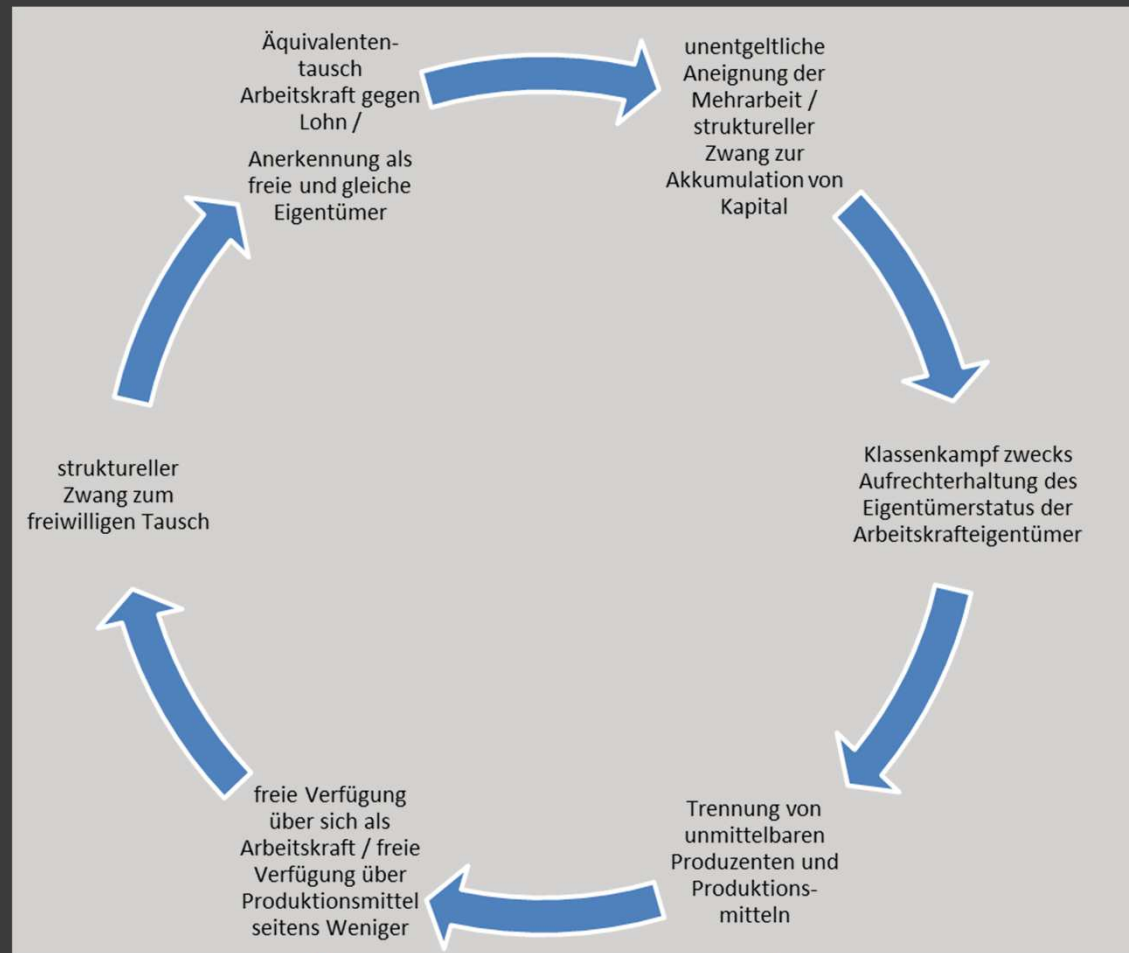 Äquivalenten-
tausch
Arbeitskraft gegen
Lohn /
Anerkennung als
freie und gleiche
Eigentümer
unentgeltliche
Aneignung der
Mehrarbeit /
struktureller
Zwang zur
Akkumulation von
Kapital
Klassenkampf zwecks
Aufrechterhaltung des
Eigentümerstatus der
Arbeitskrafteigentümer
Trennung von
unmittelbaren
Produzenten und
Produktions-
mitteln
freie Verfügung
über sich als
Arbeitskraft / freie
Verfügung über
Produktionsmittel
seitens Weniger
struktureller
Zwang zum
freiwilligen Tausch